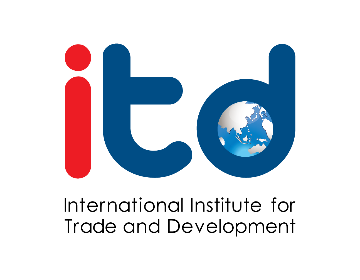 itd
International Institute for
Trade and Development